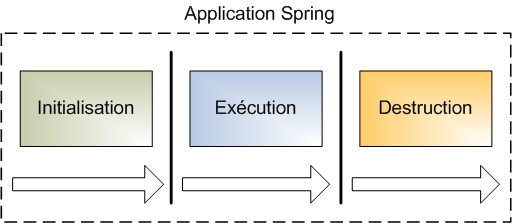 Application Spring
Initialisation
Exécution
Destruction